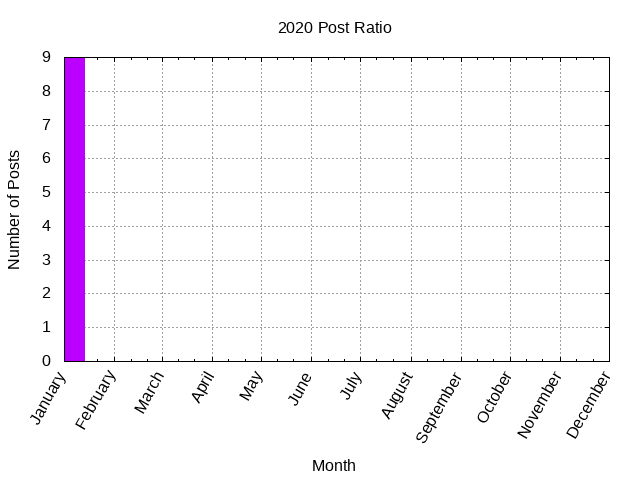 2020 Post Ratio
9
8
7
6
5
4
3
2
1
0
Number of Posts
January
February
March
April
May
June
July
August
September
October
November
December
Month